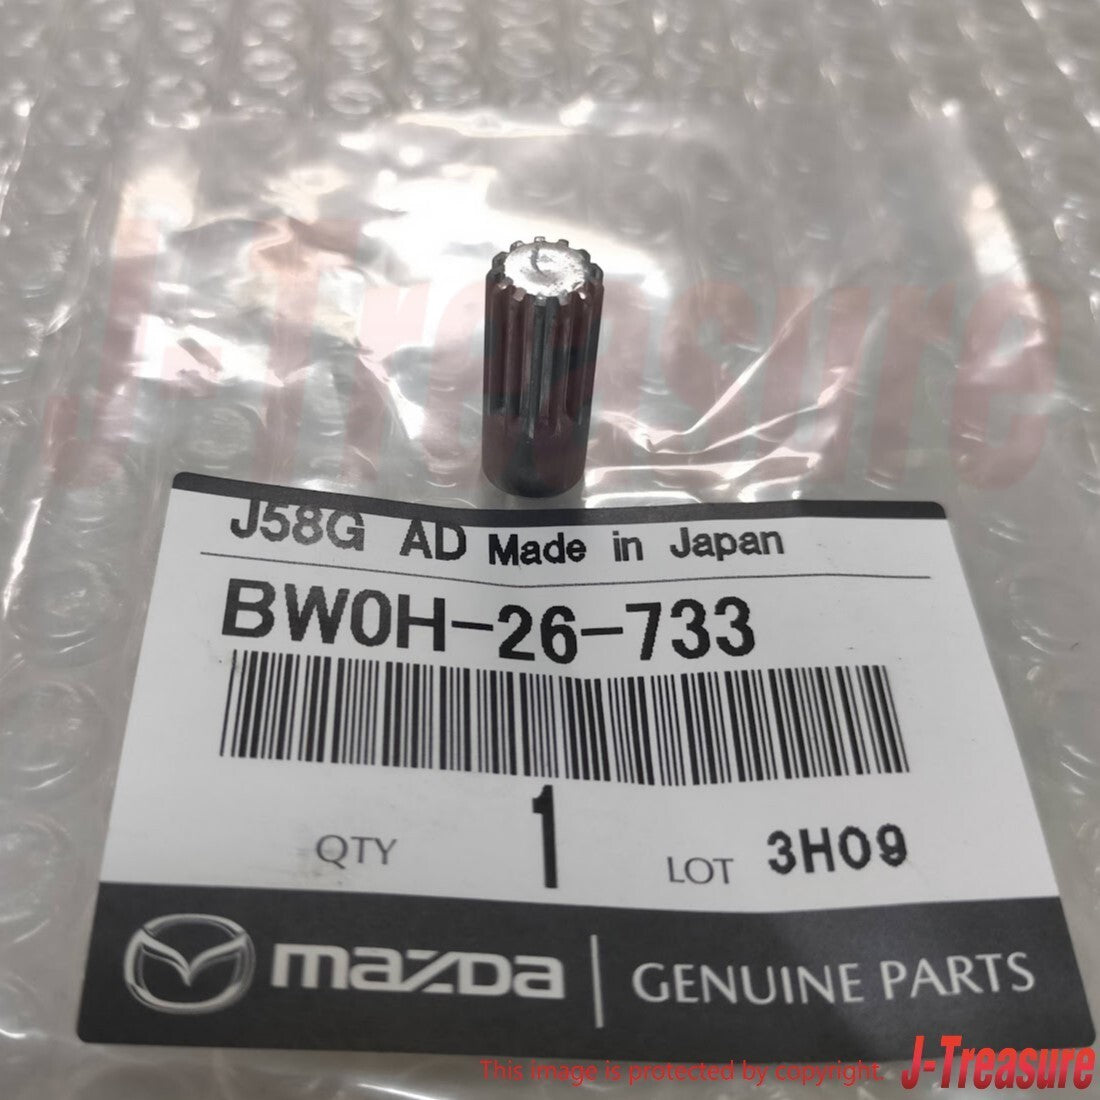 J-Treasure
J58G AD Made in Japan
BW0H-26-733
QTY 1 LOT 3H09
mazda GENUINE PARTS
This image is protected by copyright. J-Treasure